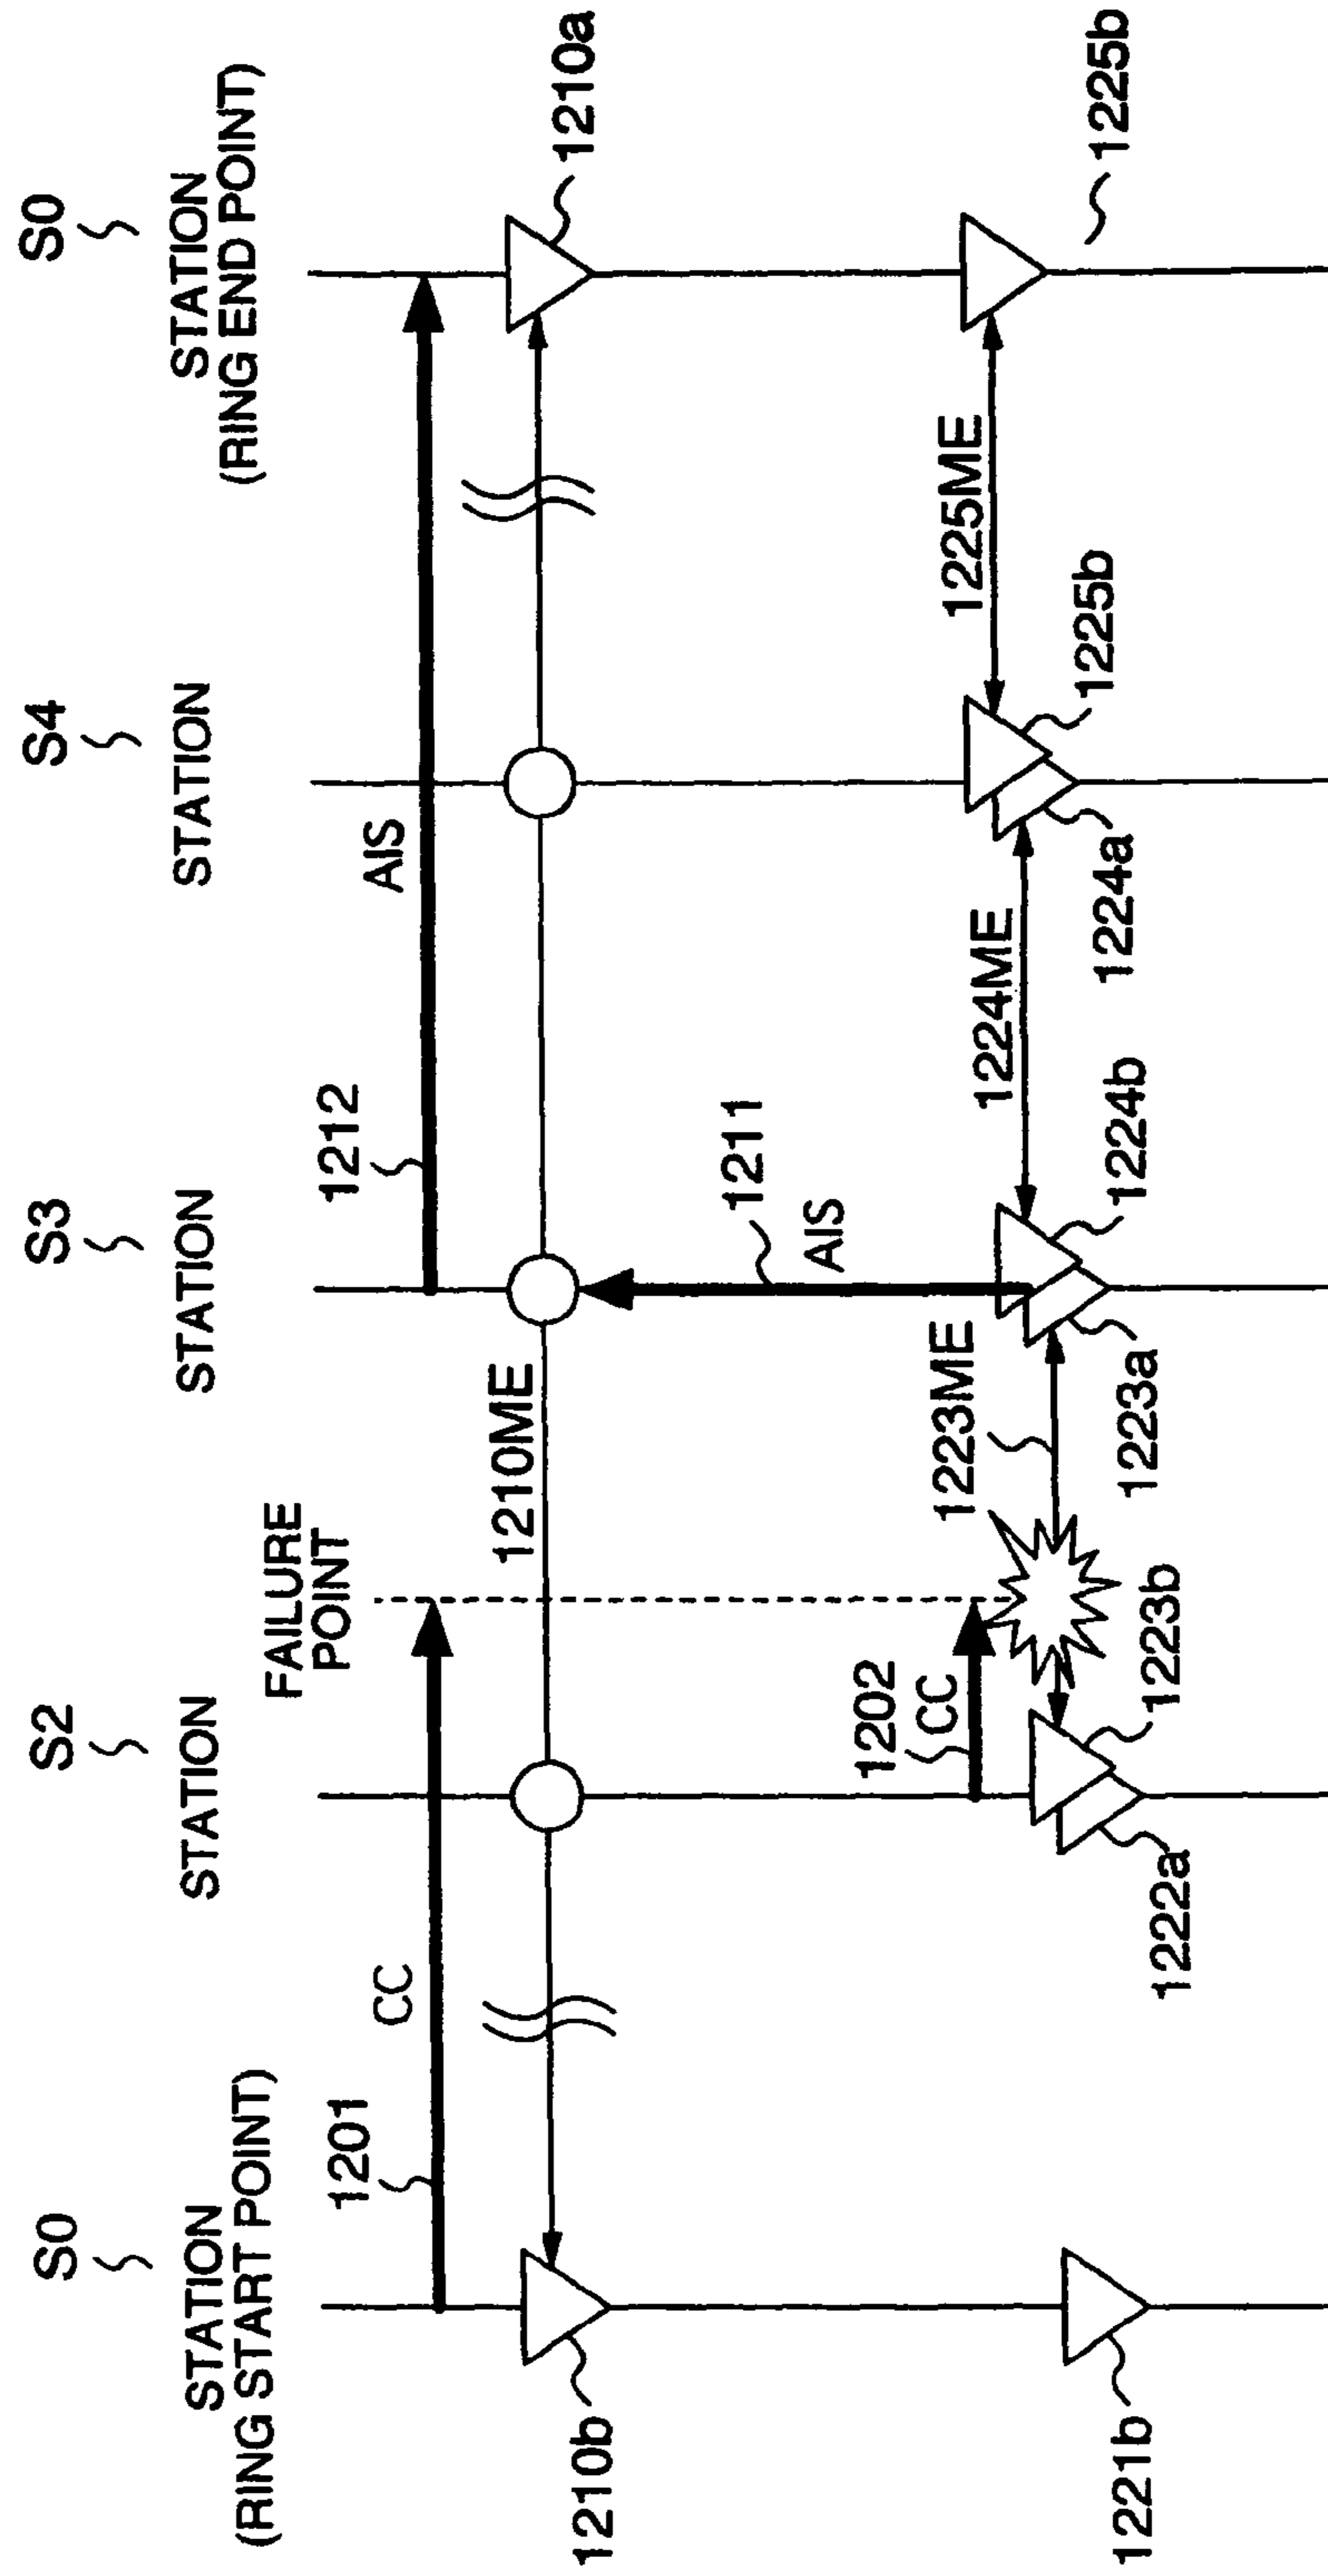 S0
STATION
(RING START POINT)
S2
STATION
S3
STATION
S4
STATION
S0
STATION
(RING END POINT)
FAILURE
POINT
1201
CC
1212
AIS
1210b
1210ME
1210a
1211
AIS
1202
CC
1223ME
1224ME
1225ME
1221b
1222a
1223b
1223a
1224b
1224a
1225b
1225b